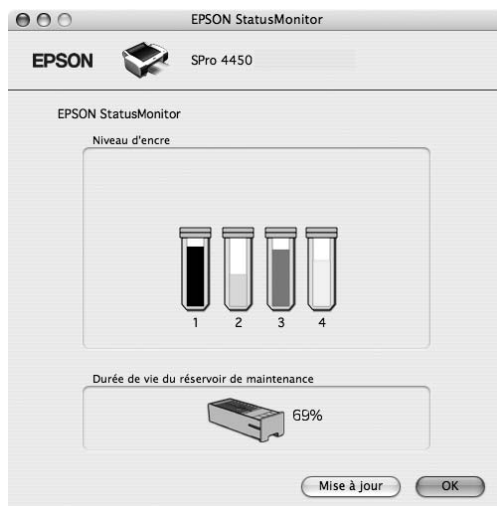 EPSON StatusMonitor
EPSON SPro 4450
EPSON StatusMonitor
Niveau d'encre
1 2 3 4
Durée de vie du réservoir de maintenance
69%
Mise à jour OK